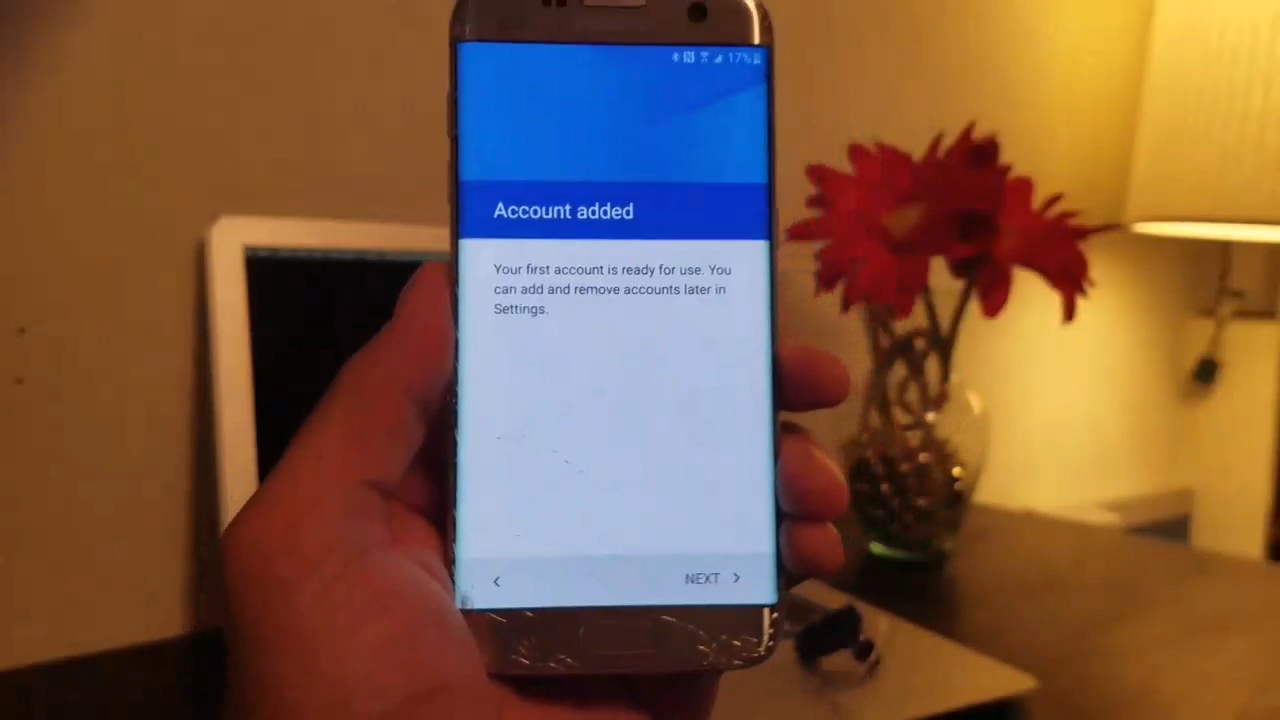 17%
Account added
Your first account is ready for use. You
can add and remove accounts later in
Settings.
NEXT